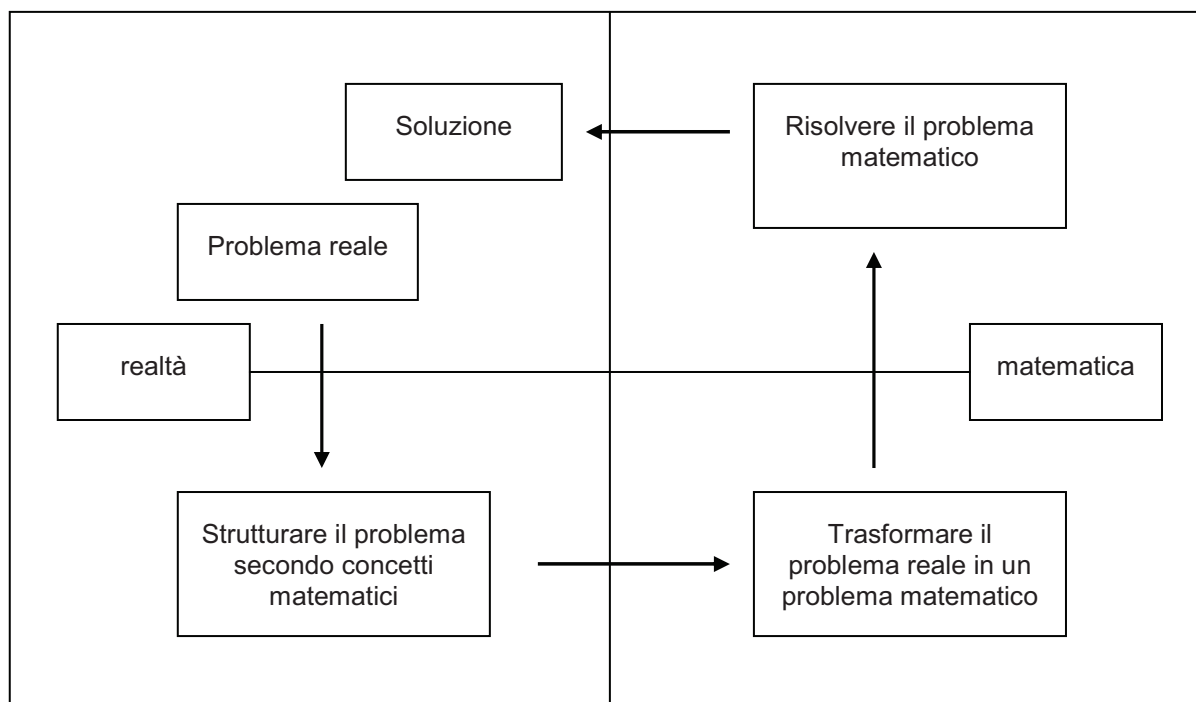 Soluzione
Risolvere il problema
matematico
Problema reale
realtà
matematica
Strutturare il problema
secondo concetti
matematici
Trasformare il
problema reale in un
problema matematico